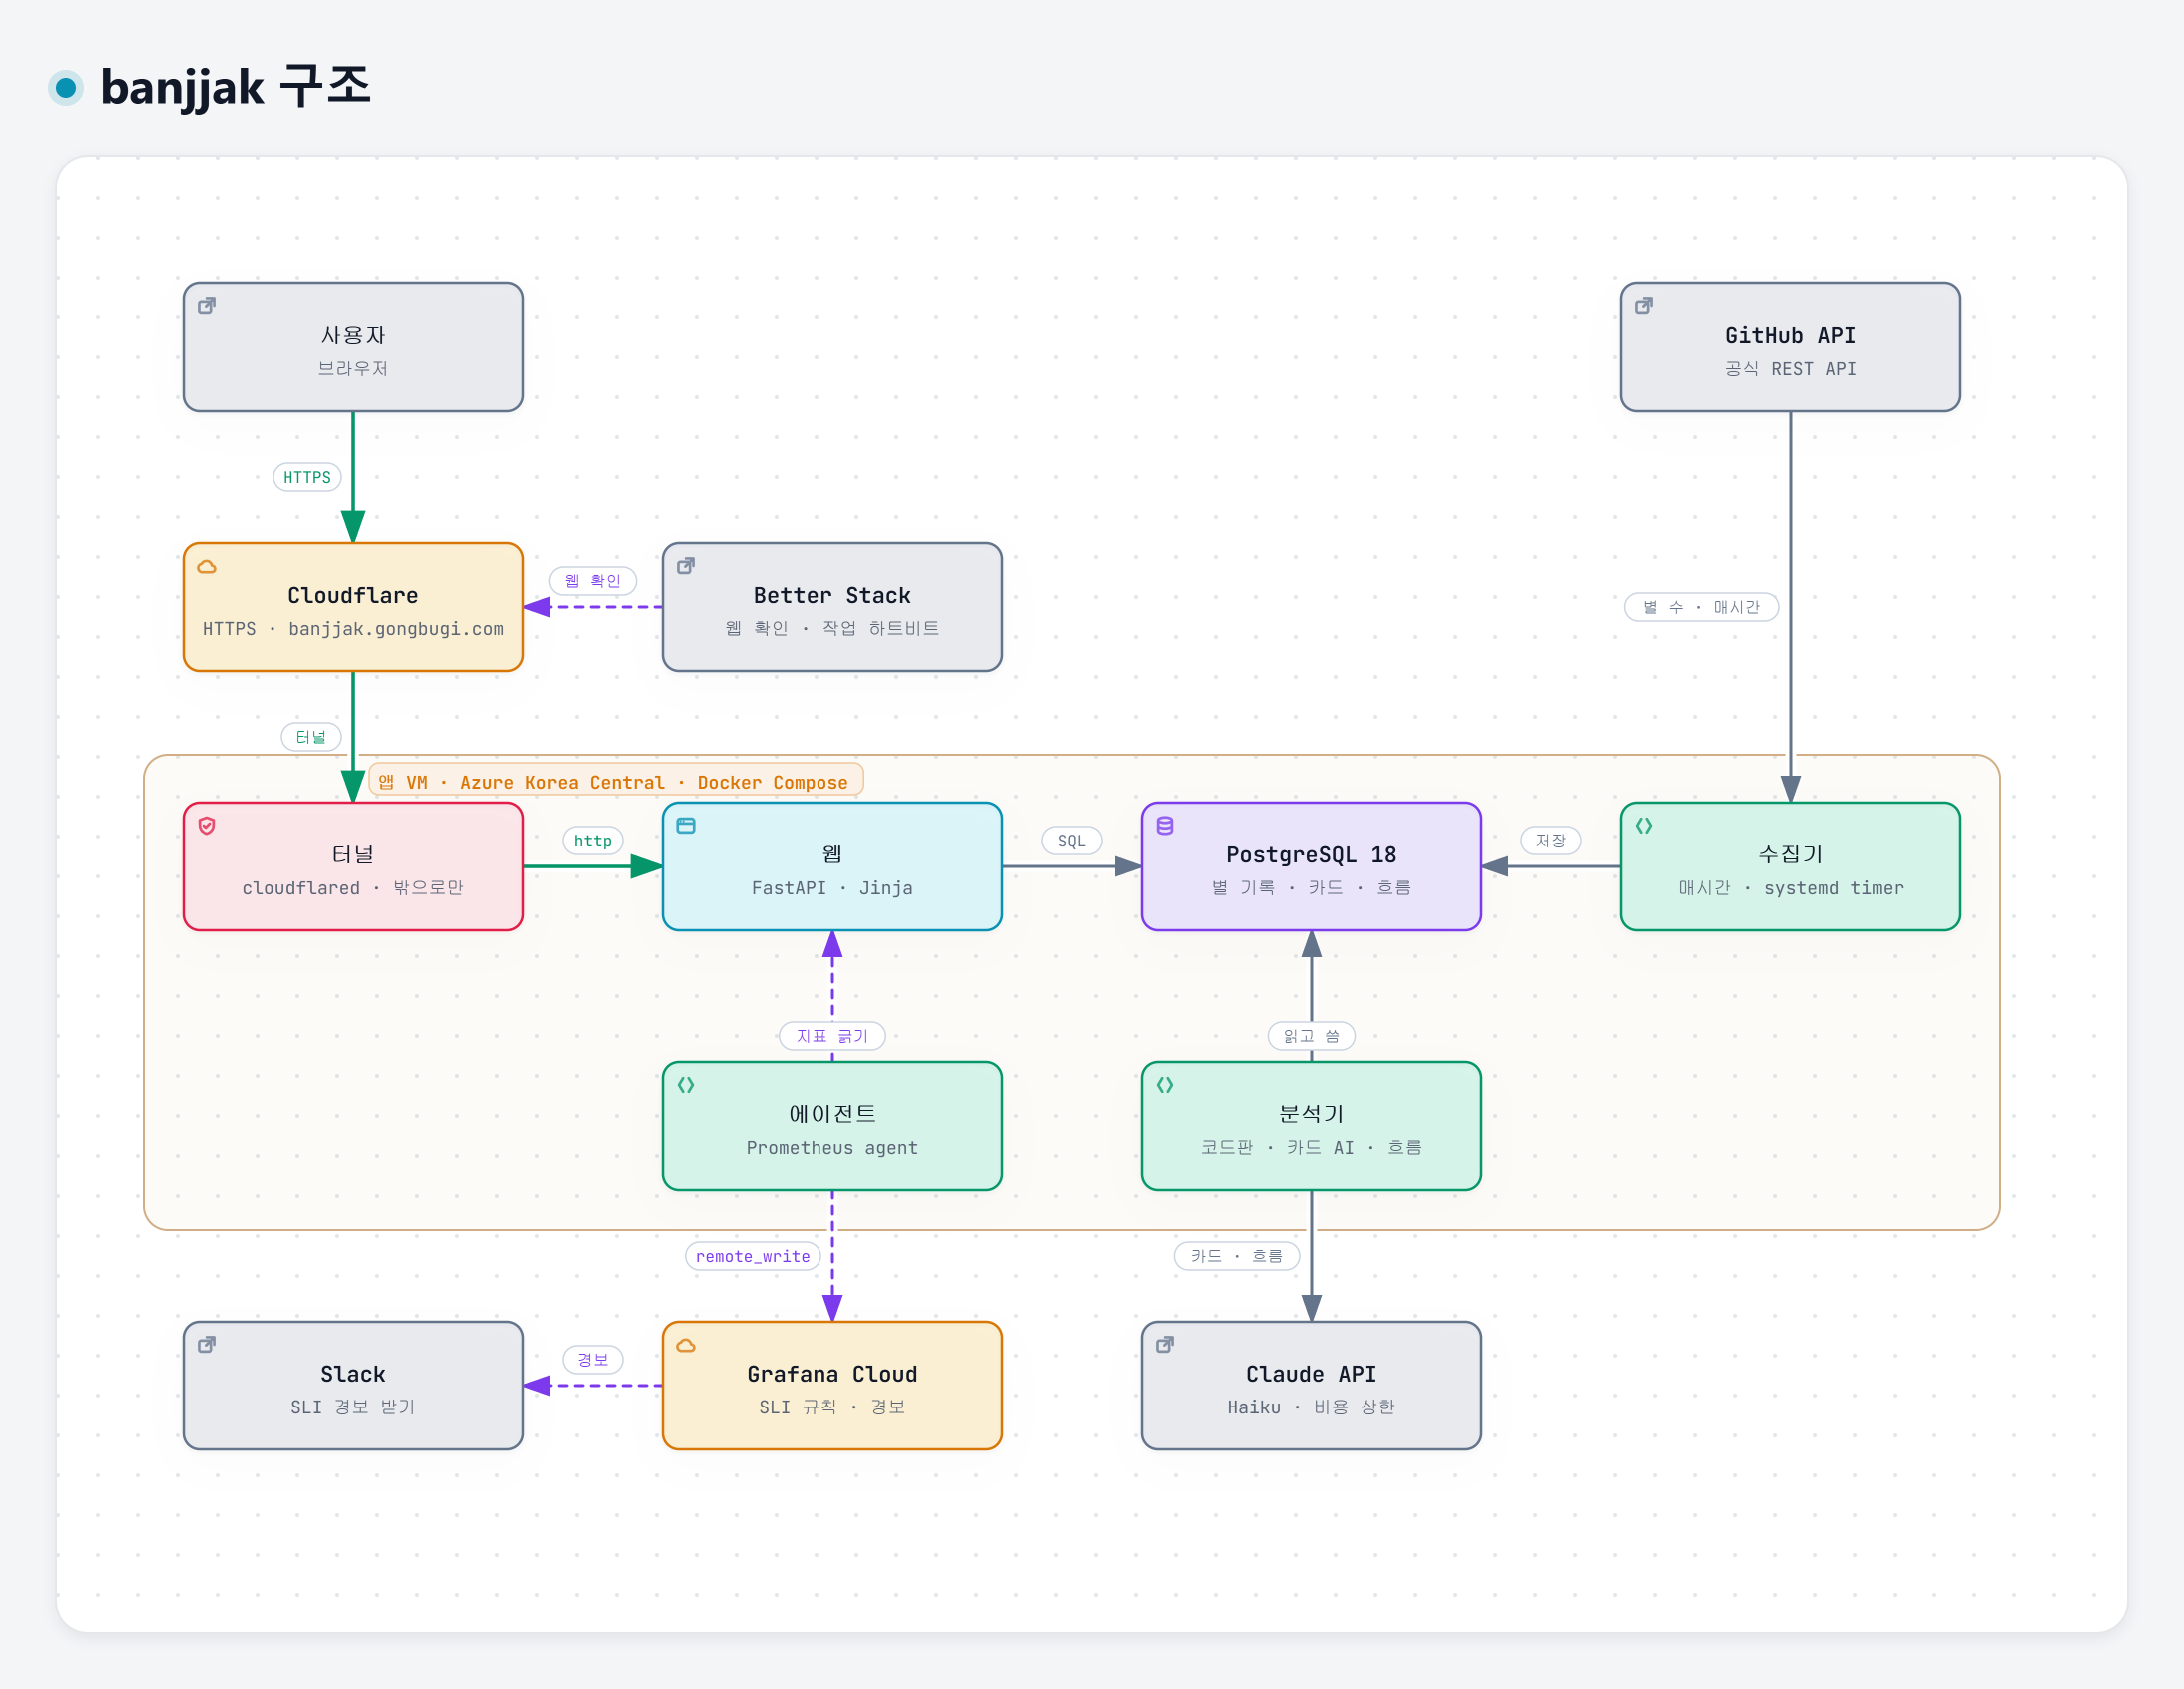 banjjak 구조
사용자
브라우저
GitHub API
공식 REST API
HTTPS
Cloudflare
HTTPS · banjjak.gongbugi.com
웹 확인
Better Stack
웹 확인 · 작업 하트비트
별 수 · 매시간
터널
앱 VM · Azure Korea Central · Docker Compose
터널
cloudflared · 밖으로만
http
웹
FastAPI · Jinja
SQL
PostgreSQL 18
별 기록 · 카드 · 흐름
저장
수집기
매시간 · systemd timer
지표 긁기
읽고 씀
에이전트
Prometheus agent
분석기
코드판 · 카드 AI · 흐름
remote_write
카드 · 흐름
Slack
SLI 경보 받기
경보
Grafana Cloud
SLI 규칙 · 경보
Claude API
Haiku · 비용 상한